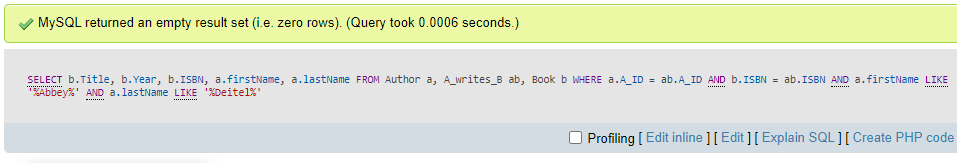 MySQL returned an empty result set (i.e. zero rows). (Query took 0.0006 seconds.)
SELECT b.Title, b.Year, b.ISBN, a.firstName, a.lastName FROM Author a, A_writes_B ab, Book b WHERE a.A_ID = ab.A_ID AND b.ISBN = ab.ISBN AND a.firstName LIKE
'%Abbey%' AND a.lastName LIKE '%Deitel%'
Profiling [ Edit inline ] [ Edit ] [ Explain SQL ] [ Create PHP code